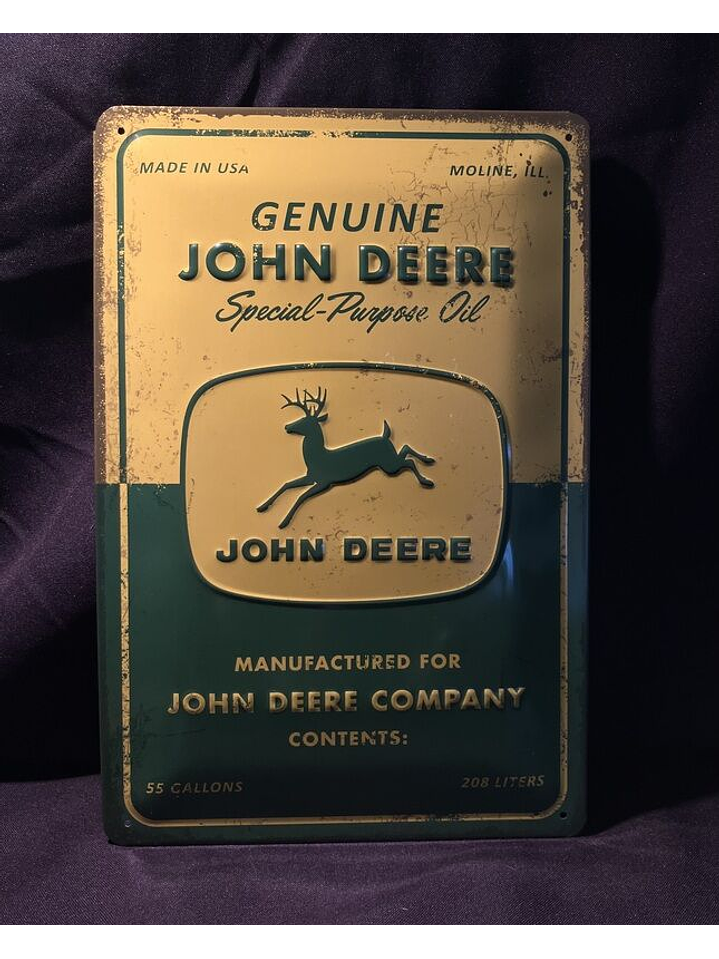 MADE IN USA
MOLINE, ILL.
GENUINE
JOHN DEERE
Special-Purpose Oil
JOHN DEERE
MANUFACTURED FOR
JOHN DEERE COMPANY
CONTENTS:
55 GALLONS
208 LITERS